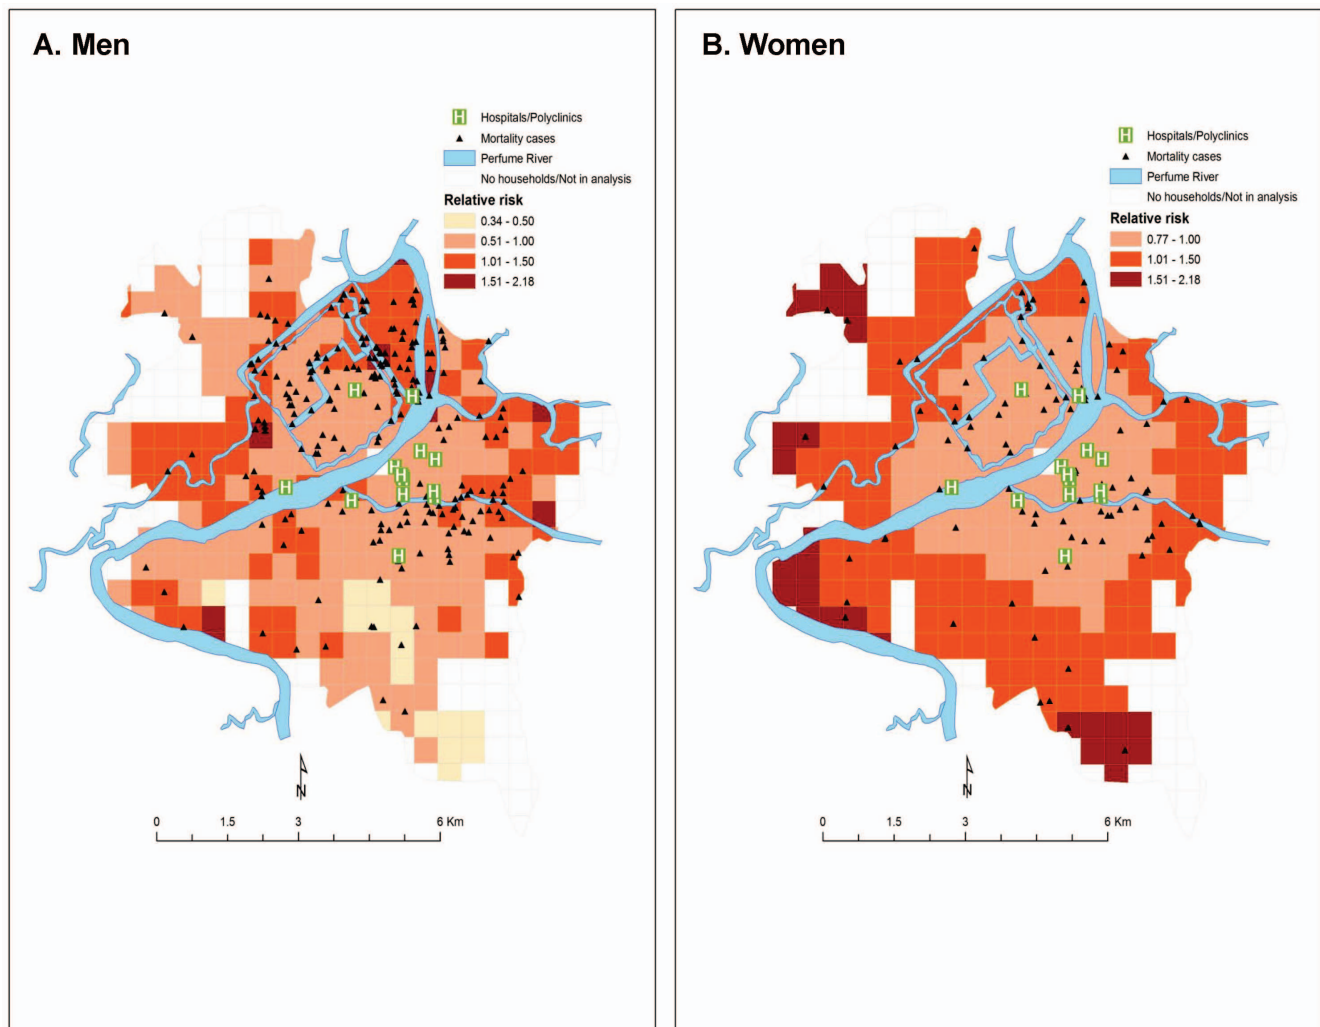 A. Men
H Hospitals/Polyclinics
Mortality cases
Perfume River
No households/Not in analysis
Relative risk
0.34 - 0.50
0.51 - 1.00
1.01 - 1.50
1.51 - 2.18
H
H
H
H
H
H
H
H
H
H
H
N
0 1.5 3 6 Km
B. Women
H Hospitals/Polyclinics
Mortality cases
Perfume River
No households/Not in analysis
Relative risk
0.77 - 1.00
1.01 - 1.50
1.51 - 2.18
H
H
H
H
H
H
H
H
H
H
H
N
0 1.5 3 6 Km